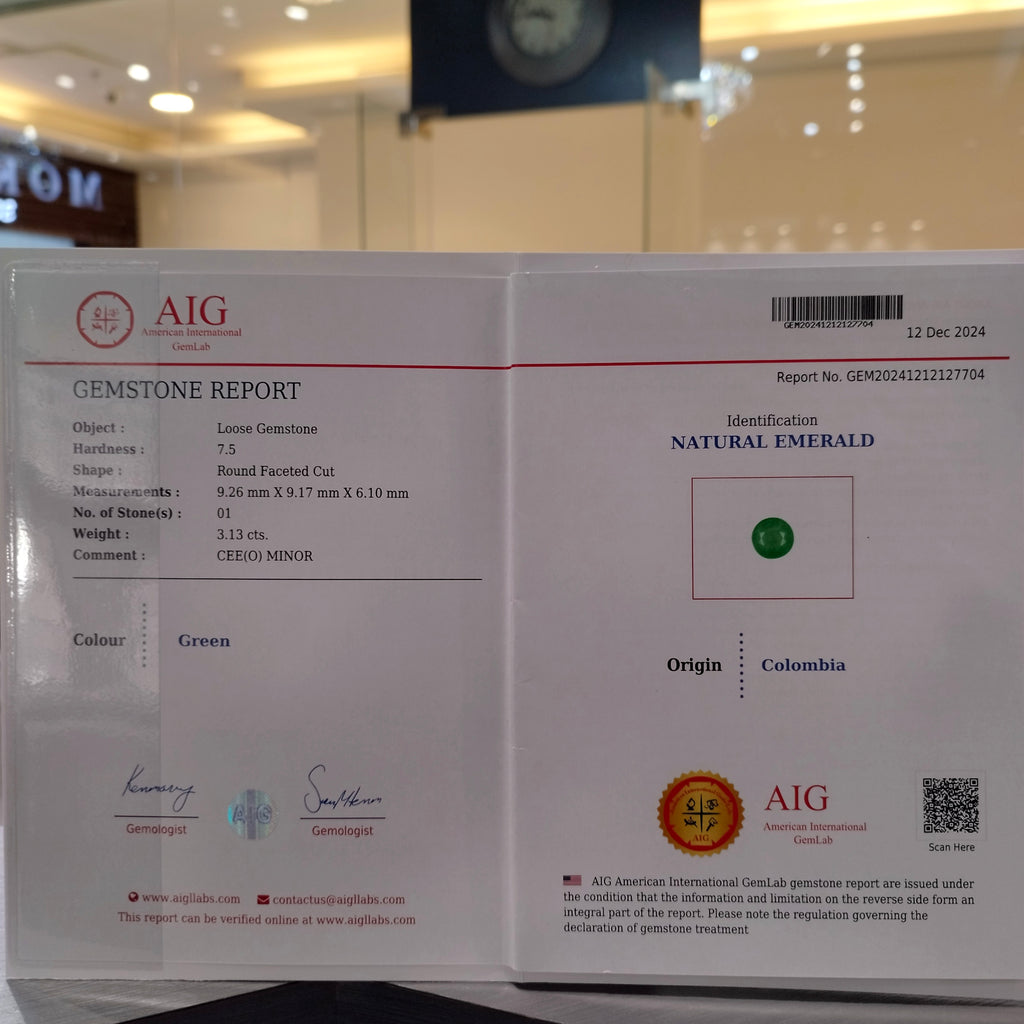 AIG
American International
GemLab
GEMSTONE REPORT
Object : Loose Gemstone
Hardness : 7.5
Shape : Round Faceted Cut
Measurements : 9.26 mm X 9.17 mm X 6.10 mm
No. of Stone(s) : 01
Weight : 3.13 cts.
Comment : CEE(O) MINOR
Colour Green
Gemologist
Gemologist
www.aigllabs.com contactus@aigllabs.com
This report can be verified online at www.aigllabs.com
GEM20241212127704
12 Dec 2024
Report No. GEM20241212127704
Identification
NATURAL EMERALD
Origin Colombia
AIG
AIG
American International
GemLab
Scan Here
AIG American International GemLab gemstone report are issued under
the condition that the information and limitation on the reverse side form an
integral part of the report. Please note the regulation governing the
declaration of gemstone treatment